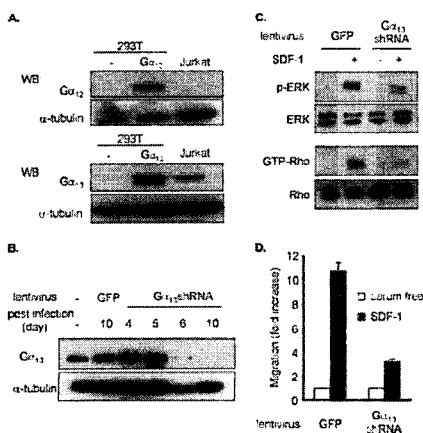 A.
293T
- Gα₁₂ Jurkat
WB
Gα₁₂
α-tubulin
293T
- Gα₁₃ Jurkat
WB
Gα₁₃
α-tubulin
B.
lentivirus - GFP Gα₁₃shRNA
post infection
(day) - 10 4 5 6 10
Gα₁₃
α-tubulin
C.
lentivirus GFP Gα₁₃
shRNA
SDF-1 - + - +
p-ERK
ERK
GTP-Rho
Rho
D.
Migration (fold increase)
12
10
8
6
4
2
0
serum free
SDF-1
lentivirus GFP Gα₁₃
shRNA